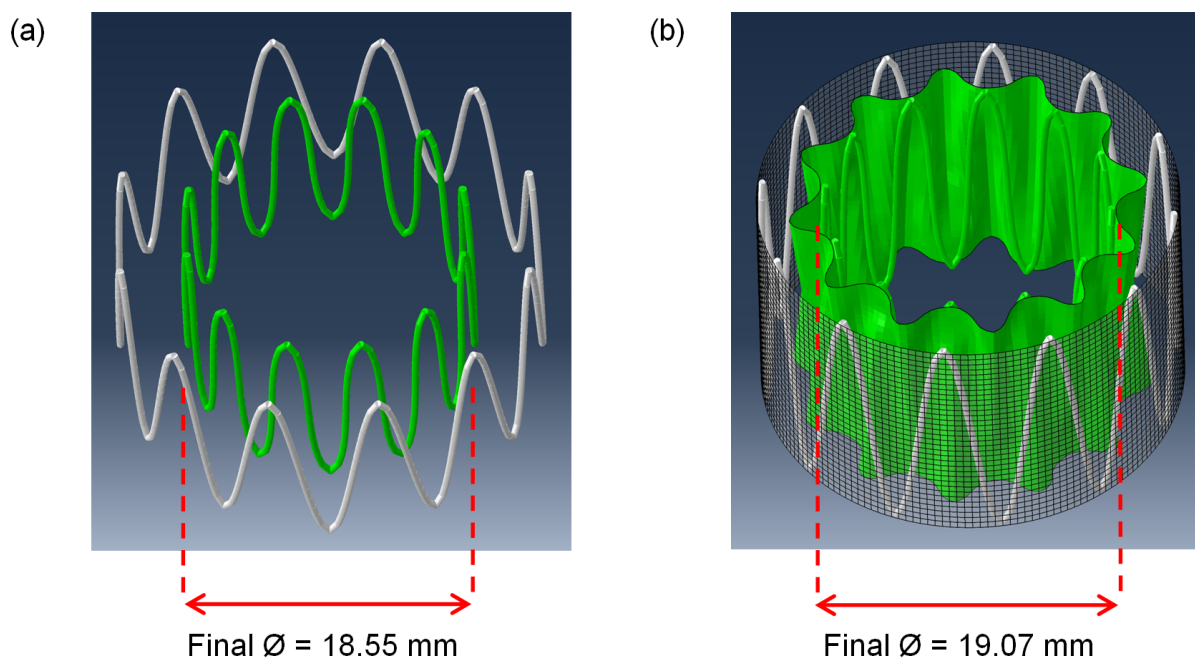 (a)
(b)
Final Ø = 18.55 mm
Final Ø = 19.07 mm